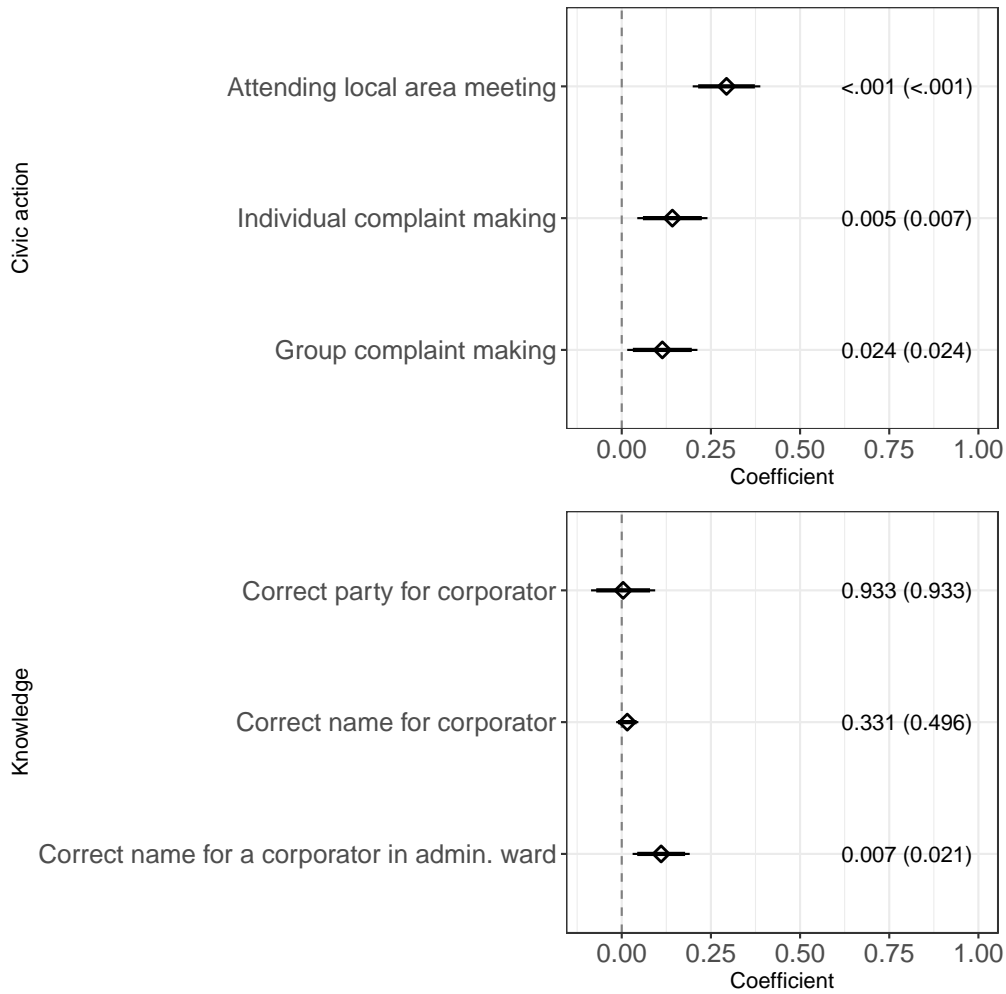 Civic action
Attending local area meeting
<.001 (<.001)
Individual complaint making
0.005 (0.007)
Group complaint making
0.024 (0.024)
0.00 0.25 0.50 0.75 1.00
Coefficient
Knowledge
Correct party for corporator
0.933 (0.933)
Correct name for corporator
0.331 (0.496)
Correct name for a corporator in admin. ward
0.007 (0.021)
0.00 0.25 0.50 0.75 1.00
Coefficient